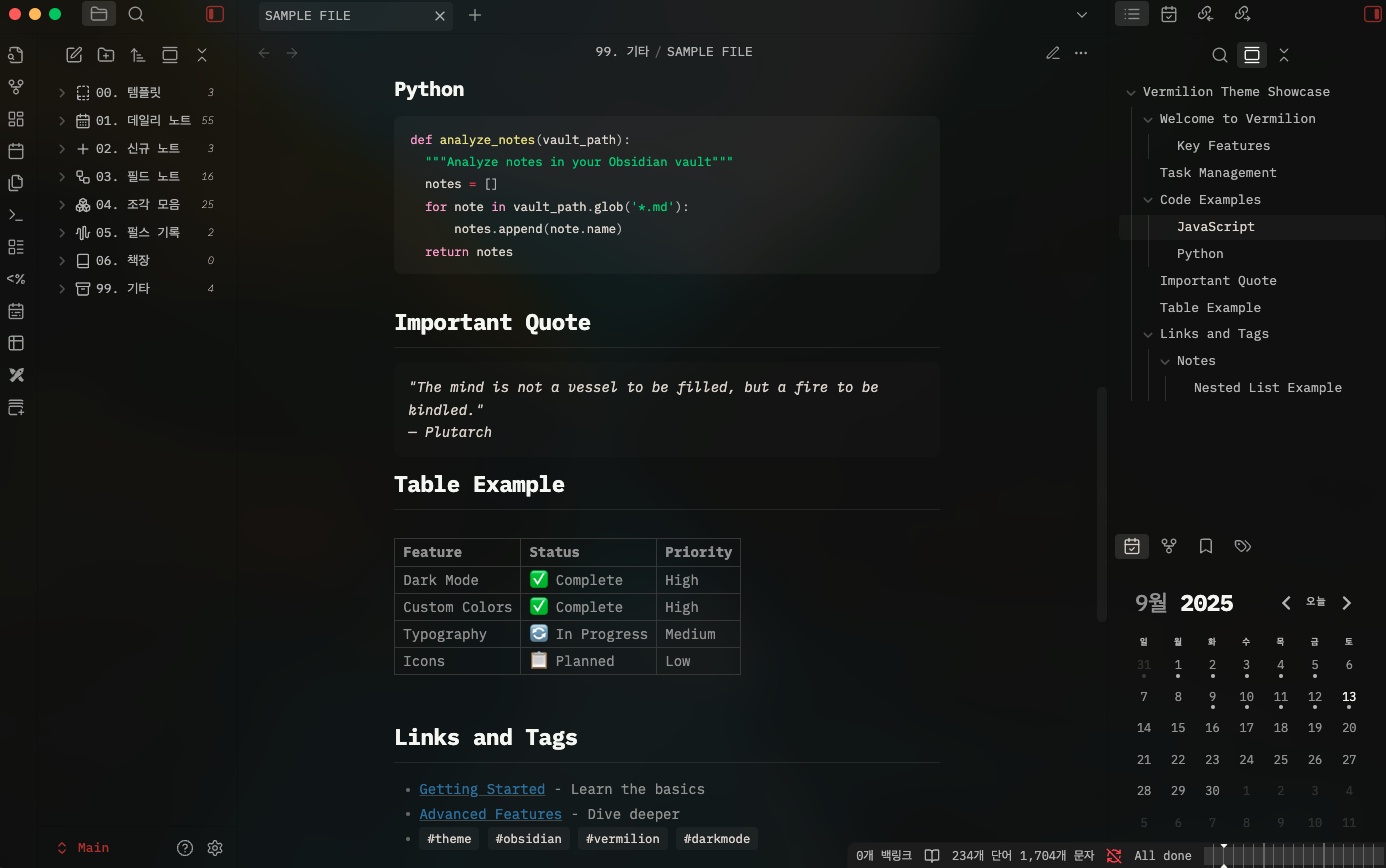 SAMPLE FILE
99. 기타 / SAMPLE FILE
00. 템플릿 3
01. 데일리 노트 55
02. 신규 노트 3
03. 필드 노트 16
04. 조각 모음 25
05. 펄스 기록 2
06. 책장 0
99. 기타 4
<%
Main
Python
def analyze_notes(vault_path):
"""Analyze notes in your Obsidian vault"""
notes = []
for note in vault_path.glob('*.md'):
notes.append(note.name)
return notes
Important Quote
"The mind is not a vessel to be filled, but a fire to be
kindled."
— Plutarch
Table Example
Feature Status Priority
Dark Mode ✅ Complete High
Custom Colors ✅ Complete High
Typography 🔄 In Progress Medium
Icons 📋 Planned Low
Links and Tags
• Getting Started - Learn the basics
• Advanced Features - Dive deeper
• #theme #obsidian #vermilion #darkmode
Vermilion Theme Showcase
Welcome to Vermilion
Key Features
Task Management
Code Examples
JavaScript
Python
Important Quote
Table Example
Links and Tags
Notes
Nested List Example
9월 2025 오늘
일 월 화 수 목 금 토
31 1 2 3 4 5 6
7 8 9 10 11 12 13
14 15 16 17 18 19 20
21 22 23 24 25 26 27
28 29 30 1 2 3 4
5 6 7 8 9 10 11
0개 백링크 234개 단어 1,704개 문자 All done